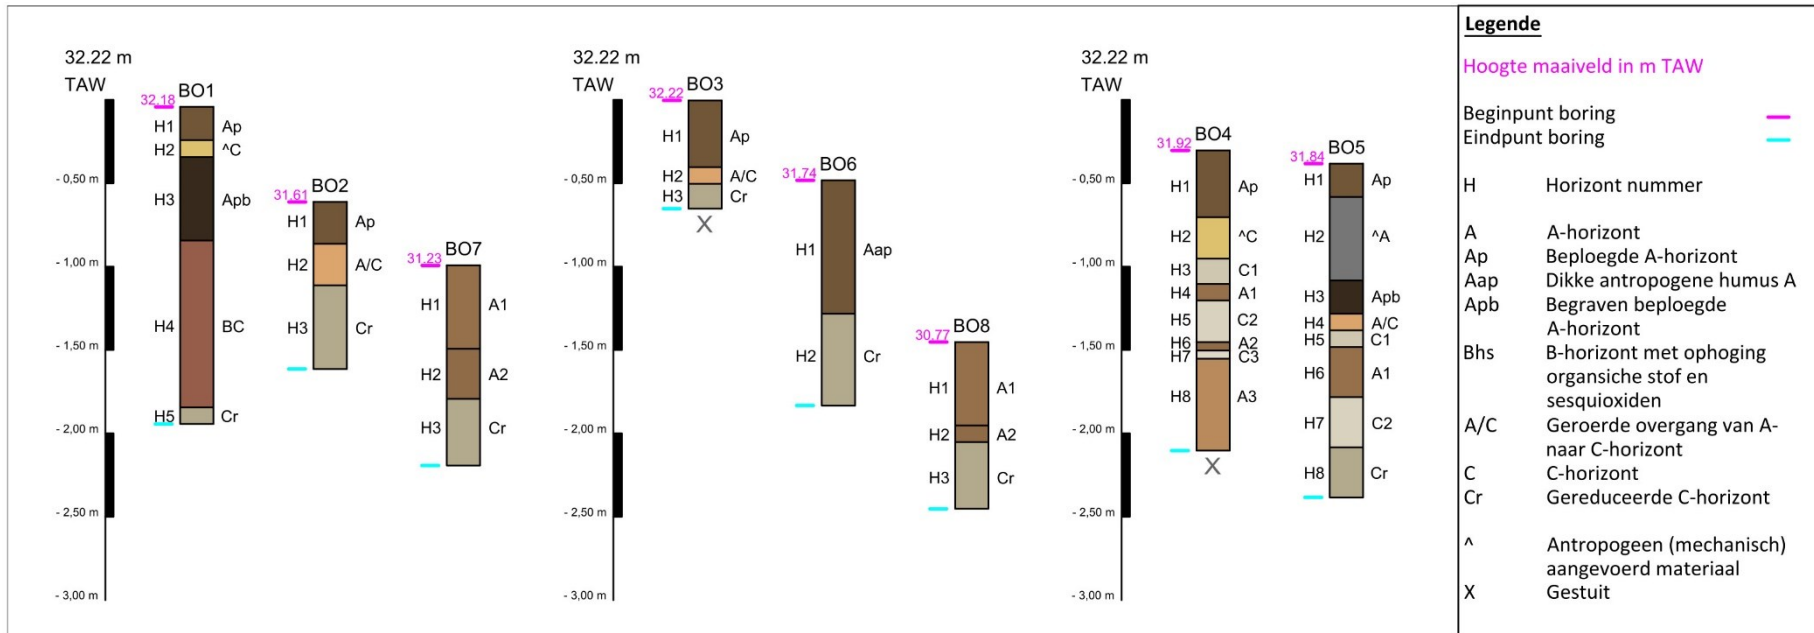 32.22 m
TAW
- 0,50 m
- 1,00 m
- 1,50 m
- 2,00 m
- 2,50 m
- 3,00 m
BO1
32.18
H1 Ap
H2 ^C
H3 Apb
H4 BC
H5 Cr
BO2
31.61
H1 Ap
H2 A/C
H3 Cr
BO7
31.23
H1 A1
H2 A2
H3 Cr
32.22 m
TAW
- 0,50 m
- 1,00 m
- 1,50 m
- 2,00 m
- 2,50 m
- 3,00 m
BO3
32.22
H1 Ap
H2 A/C
H3 Cr
X
BO6
31.74
H1 Aap
H2 Cr
BO8
30.77
H1 A1
H2 A2
H3 Cr
32.22 m
TAW
- 0,50 m
- 1,00 m
- 1,50 m
- 2,00 m
- 2,50 m
- 3,00 m
BO4
31.92
H1 Ap
H2 ^C
H3 C1
H4 A1
H5 C2
H6 A2
H7 C3
H8 A3
X
BO5
31.84
H1 Ap
H2 ^A
H3 Apb
H4 A/C
H5 C1
H6 A1
H7 C2
H8 Cr
Legende
Hoogte maaiveld in m TAW
Beginpunt boring
Eindpunt boring
H Horizont nummer
A A-horizont
Ap Beploegde A-horizont
Aap Dikke antropogene humus A
Apb Begraven beploegde
A-horizont
Bhs B-horizont met ophoging
organsiche stof en
sesquioxiden
A/C Geroerde overgang van A-
naar C-horizont
C C-horizont
Cr Gereduceerde C-horizont
^ Antropogeen (mechanisch)
aangevoerd materiaal
X Gestuit